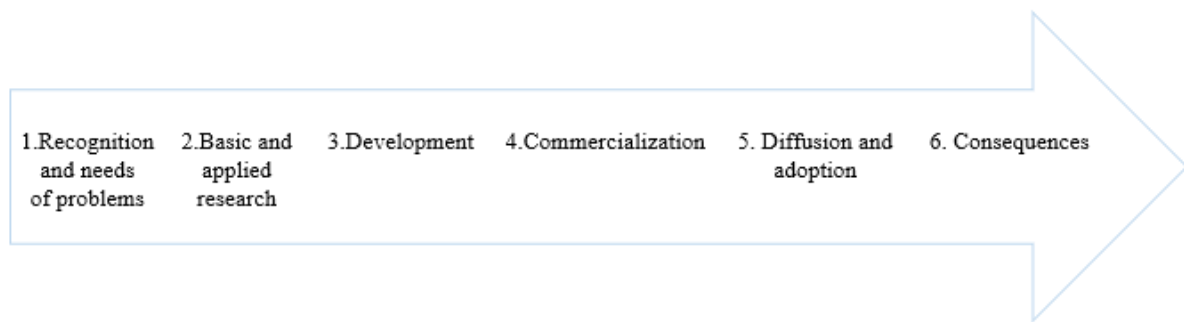 1.Recognition
and needs
of problems
2.Basic and
applied
research
3.Development
4.Commercialization
5. Diffusion and
adoption
6. Consequences